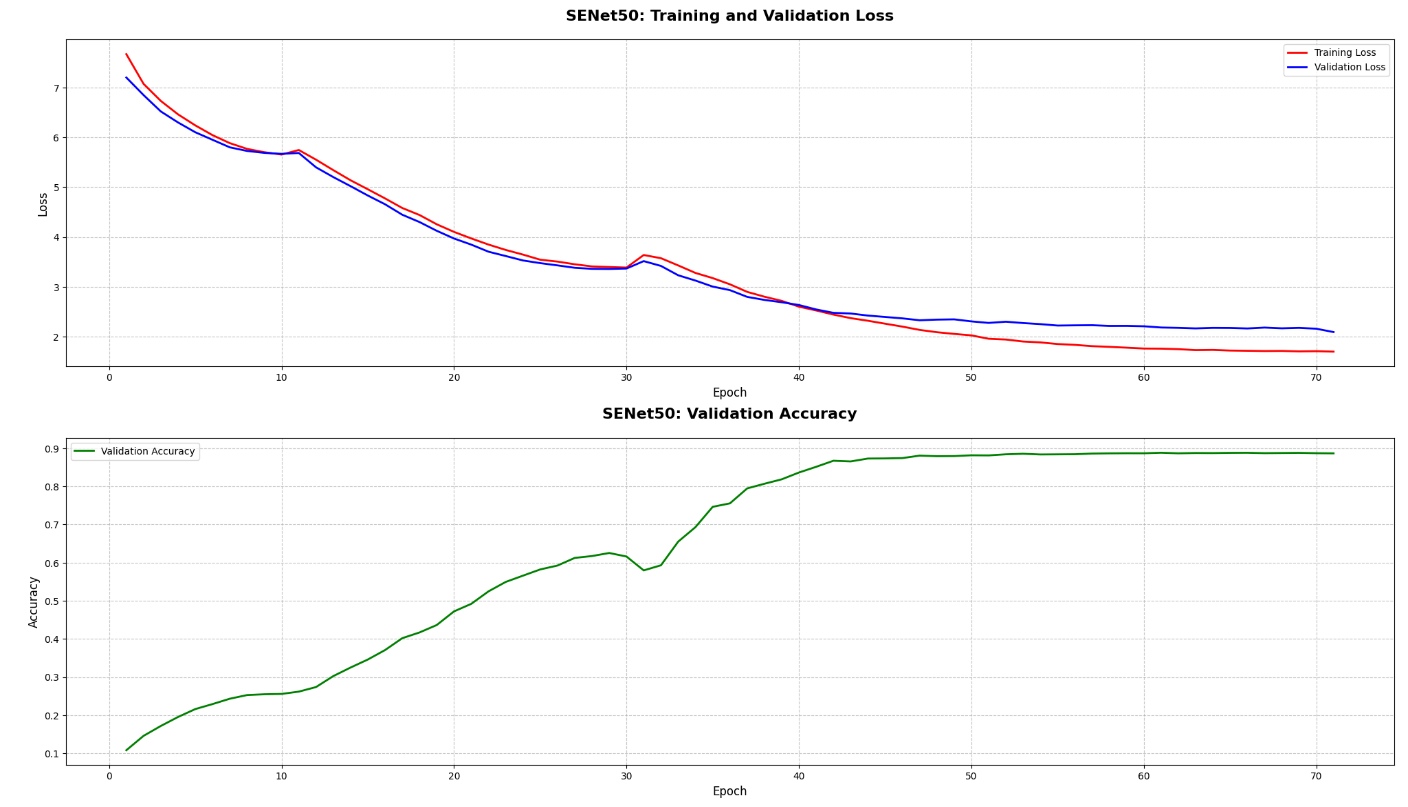 SENet50: Training and Validation Loss
Training Loss
Validation Loss
7
6
5
4
3
2
Loss
0 10 20 30 40 50 60 70
Epoch
SENet50: Validation Accuracy
Validation Accuracy
0.9
0.8
0.7
0.6
0.5
0.4
0.3
0.2
0.1
Accuracy
0 10 20 30 40 50 60 70
Epoch